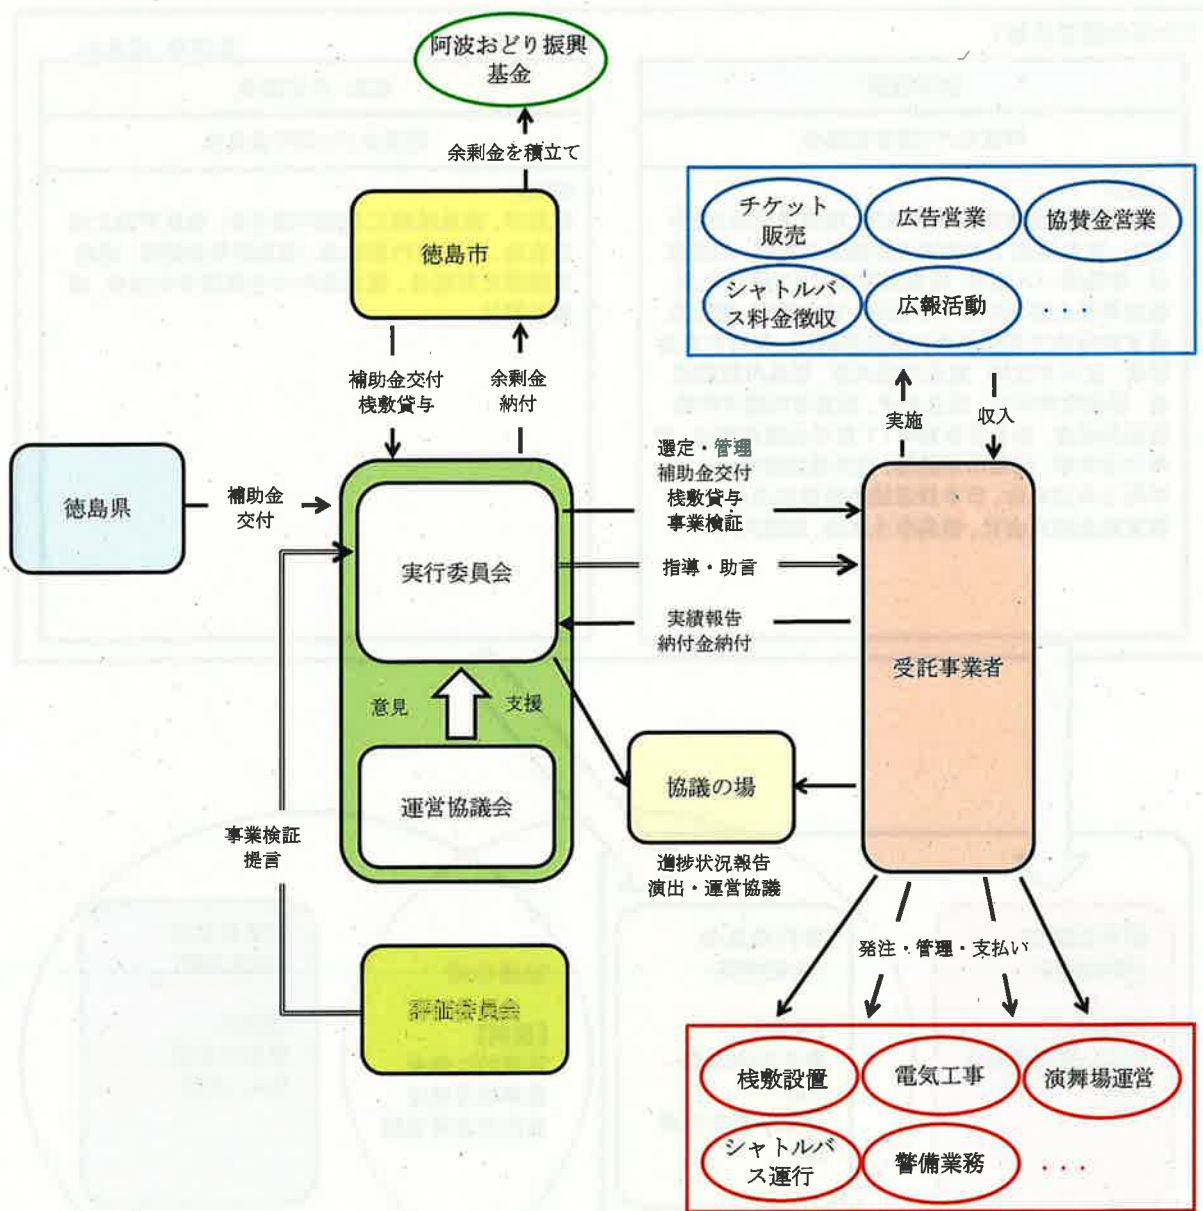 阿波おどり振興
基金
余剰金を積立て
徳島市
チケット
販売
広告営業
協賛金営業
シャトルバ
ス料金徴収
広報活動
・・・
補助金交付
桟敷貸与
余剰金
納付
実施
収入
徳島県
補助金
交付
選定・管理
補助金交付
桟敷貸与
事業検証
実行委員会
指導・助言
実績報告
納付金納付
受託事業者
意見
支援
運営協議会
協議の場
進捗状況報告
演出・運営協議
事業検証
提言
評価委員会
発注・管理・支払い
桟敷設置
電気工事
演舞場運営
シャトルバ
ス運行
警備業務
・・・